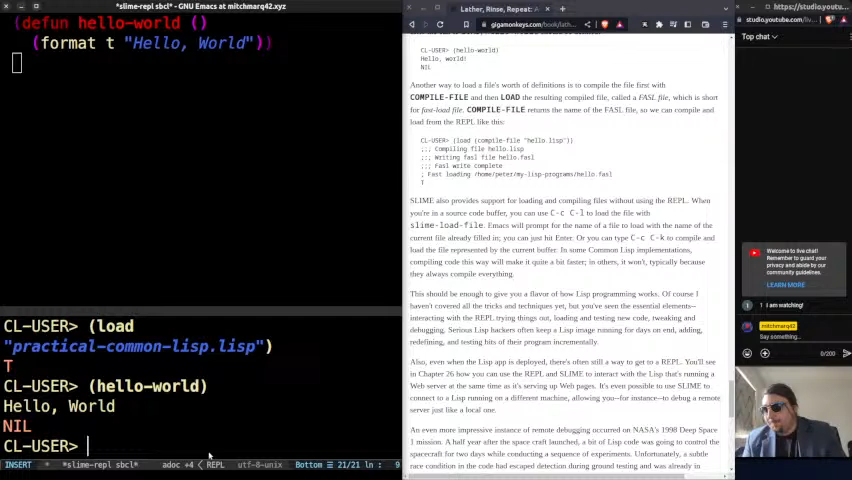 *slime-repl sbcl* - GNU Emacs at mitchmarq42.xyz
(defun hello-world ()
(format t "Hello, World"))
CL-USER> (load
"practical-common-lisp.lisp")
T
CL-USER> (hello-world)
Hello, World
NIL
CL-USER>
INSERT * *slime-repl sbcl* adoc +4 < REPL utf-8-unix Bottom 21/21 ln : 9
Lather, Rinse, Repeat: A
gigamonkeys.com/book/lath
CL-USER> (hello-world)
Hello, world!
NIL
Another way to load a file's worth of definitions is to compile the file first with
COMPILE-FILE and then LOAD the resulting compiled file, called a FASL file, which is short
for fast-load file. COMPILE-FILE returns the name of the FASL file, so we can compile and
load from the REPL like this:
CL-USER> (load (compile-file "hello.lisp"))
;;; Compiling file hello.lisp
;;; Writing fasl file hello.fasl
;;; Fasl write complete
; Fast loading /home/peter/my-lisp-programs/hello.fasl
T
SLIME also provides support for loading and compiling files without using the REPL. When
you're in a source code buffer, you can use C-c C-l to load the file with
slime-load-file. Emacs will prompt for the name of a file to load with the name of the
current file already filled in; you can just hit Enter. Or you can type C-c C-k to compile and
load the file represented by the current buffer. In some Common Lisp implementations,
compiling code this way will make it quite a bit faster; in others, it won't, typically because
they always compile everything.
This should be enough to give you a flavor of how Lisp programming works. Of course I
haven't covered all the tricks and techniques yet, but you've seen the essential elements--
interacting with the REPL trying things out, loading and testing new code, tweaking and
debugging. Serious Lisp hackers often keep a Lisp image running for days on end, adding,
redefining, and testing bits of their program incrementally.
Also, even when the Lisp app is deployed, there's often still a way to get to a REPL. You'll see
in Chapter 26 how you can use the REPL and SLIME to interact with the Lisp that's running a
Web server at the same time as it's serving up Web pages. It's even possible to use SLIME to
connect to a Lisp running on a different machine, allowing you--for instance--to debug a remote
server just like a local one.
An even more impressive instance of remote debugging occurred on NASA's 1998 Deep Space
1 mission. A half year after the space craft launched, a bit of Lisp code was going to control the
spacecraft for two days while conducting a sequence of experiments. Unfortunately, a subtle
race condition in the code had escaped detection during ground testing and was already in
https://studio.you
studio.youtube.com/live
Top chat
Welcome to live chat!
Remember to guard your
privacy and abide by our
community guidelines.
LEARN MORE
1 I am watching!
mitchmarq42
Say something...
0/200